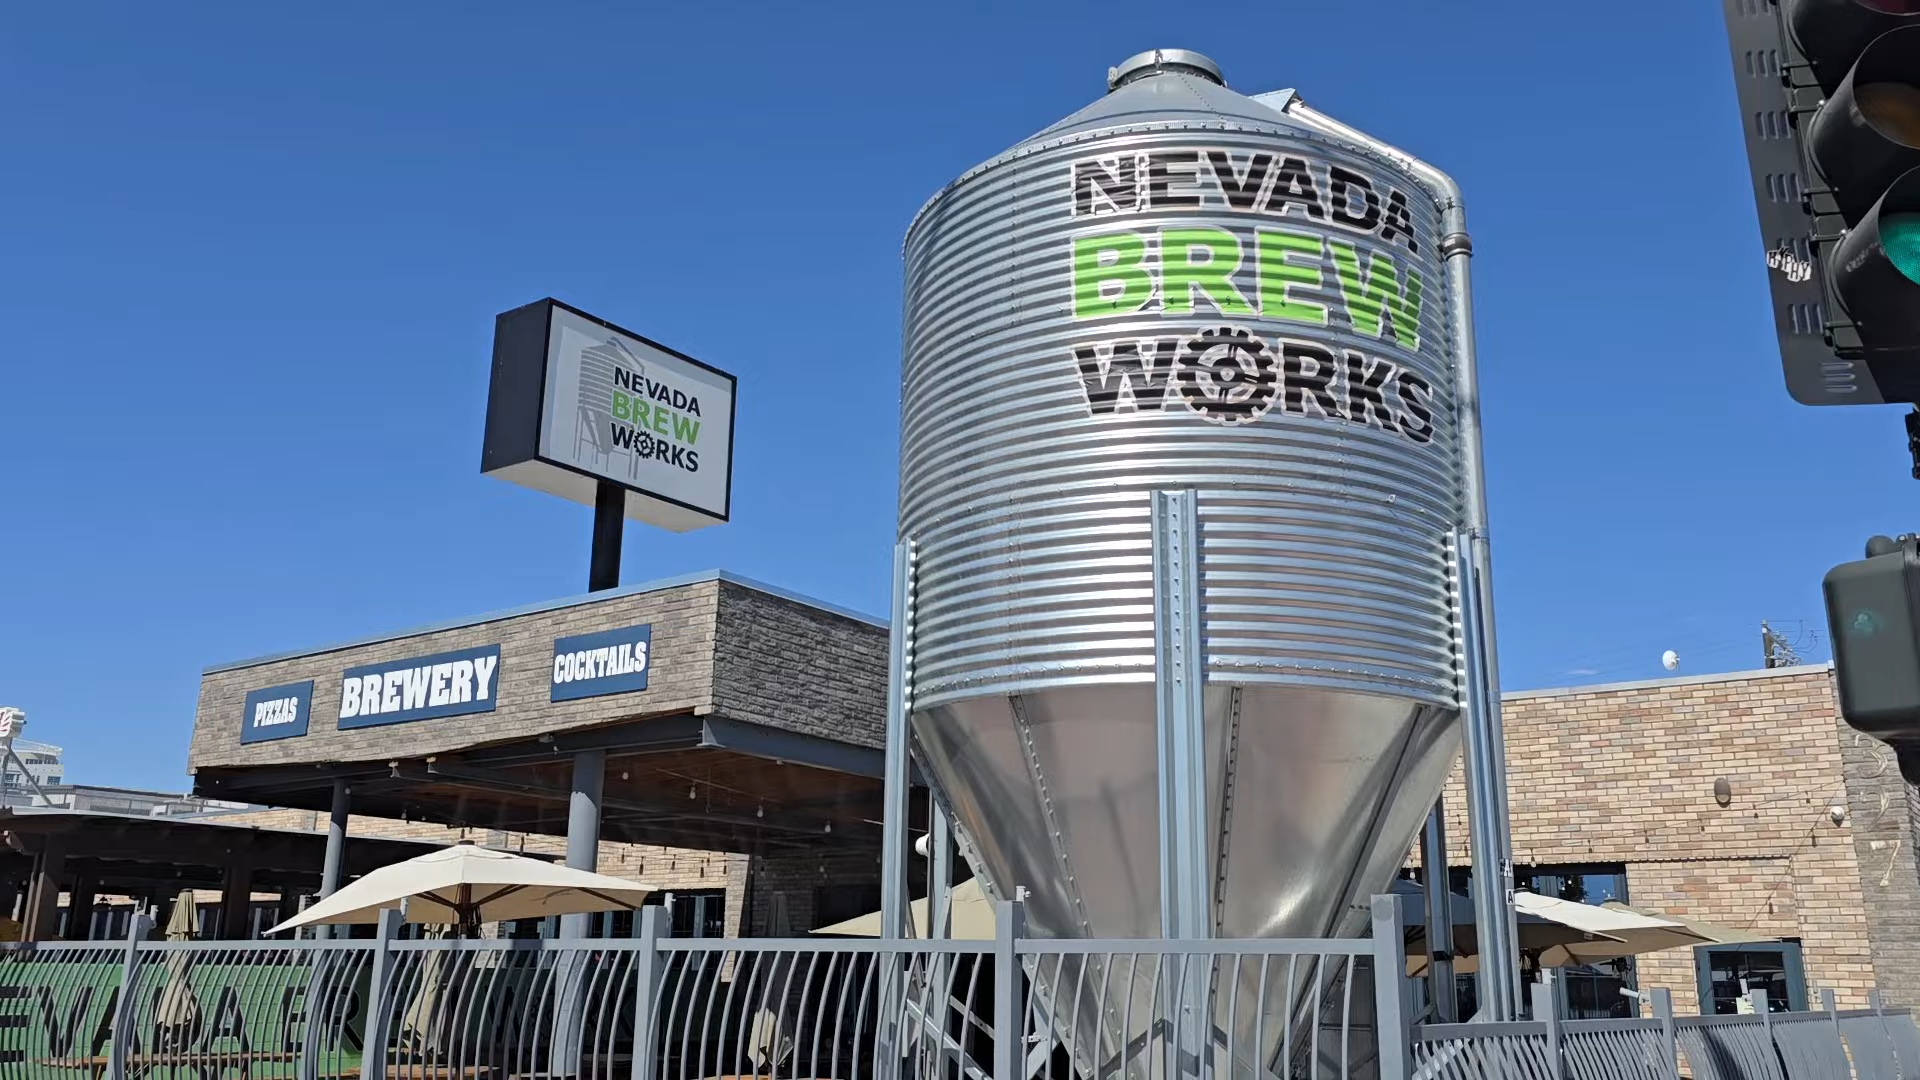 NEVADA
BREW
WORKS
NEVADA
BREW
WORKS
PIZZAS
BREWERY
COCKTAILS